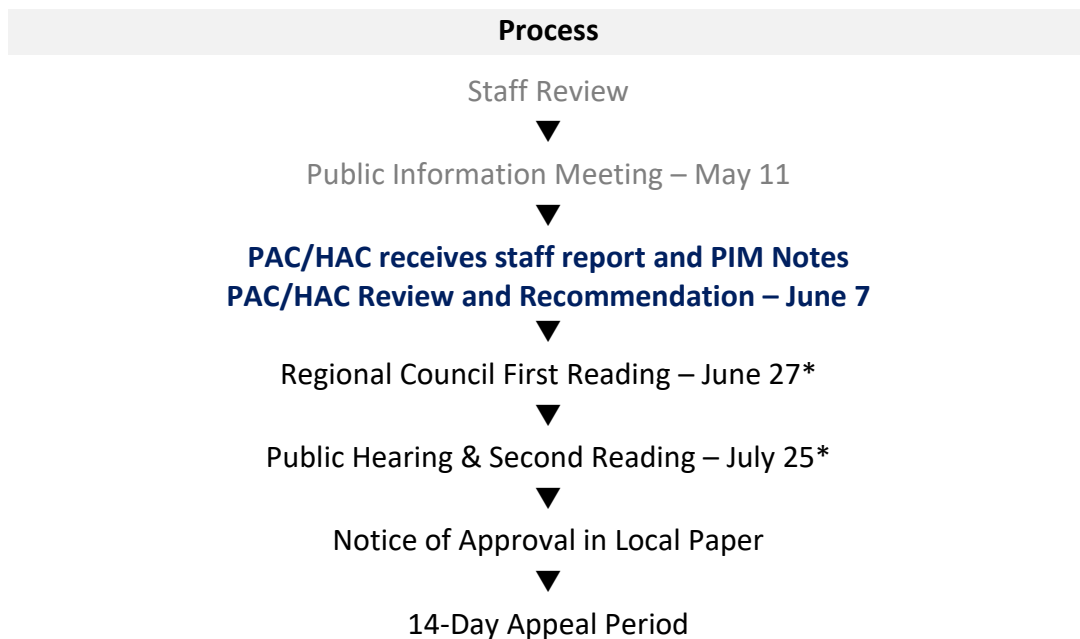 Process
Staff Review
Public Information Meeting – May 11
PAC/HAC receives staff report and PIM Notes
PAC/HAC Review and Recommendation – June 7
Regional Council First Reading – June 27*
Public Hearing & Second Reading – July 25*
Notice of Approval in Local Paper
14-Day Appeal Period